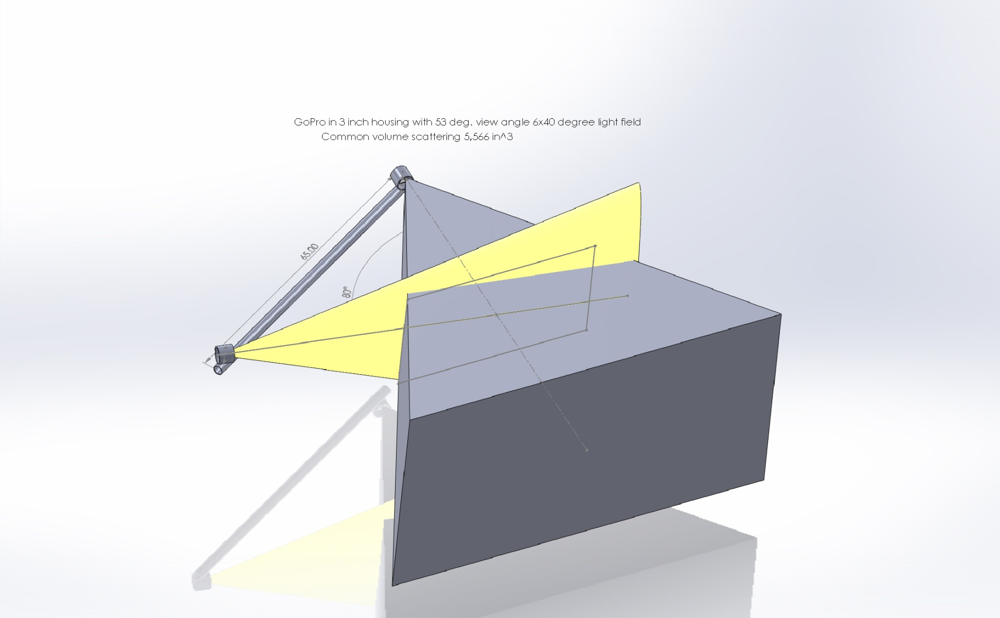 GoPro in 3 inch housing with 53 deg. view angle 6x40 degree light field
Common volume scattering 5,566 in^3
65.00
80°